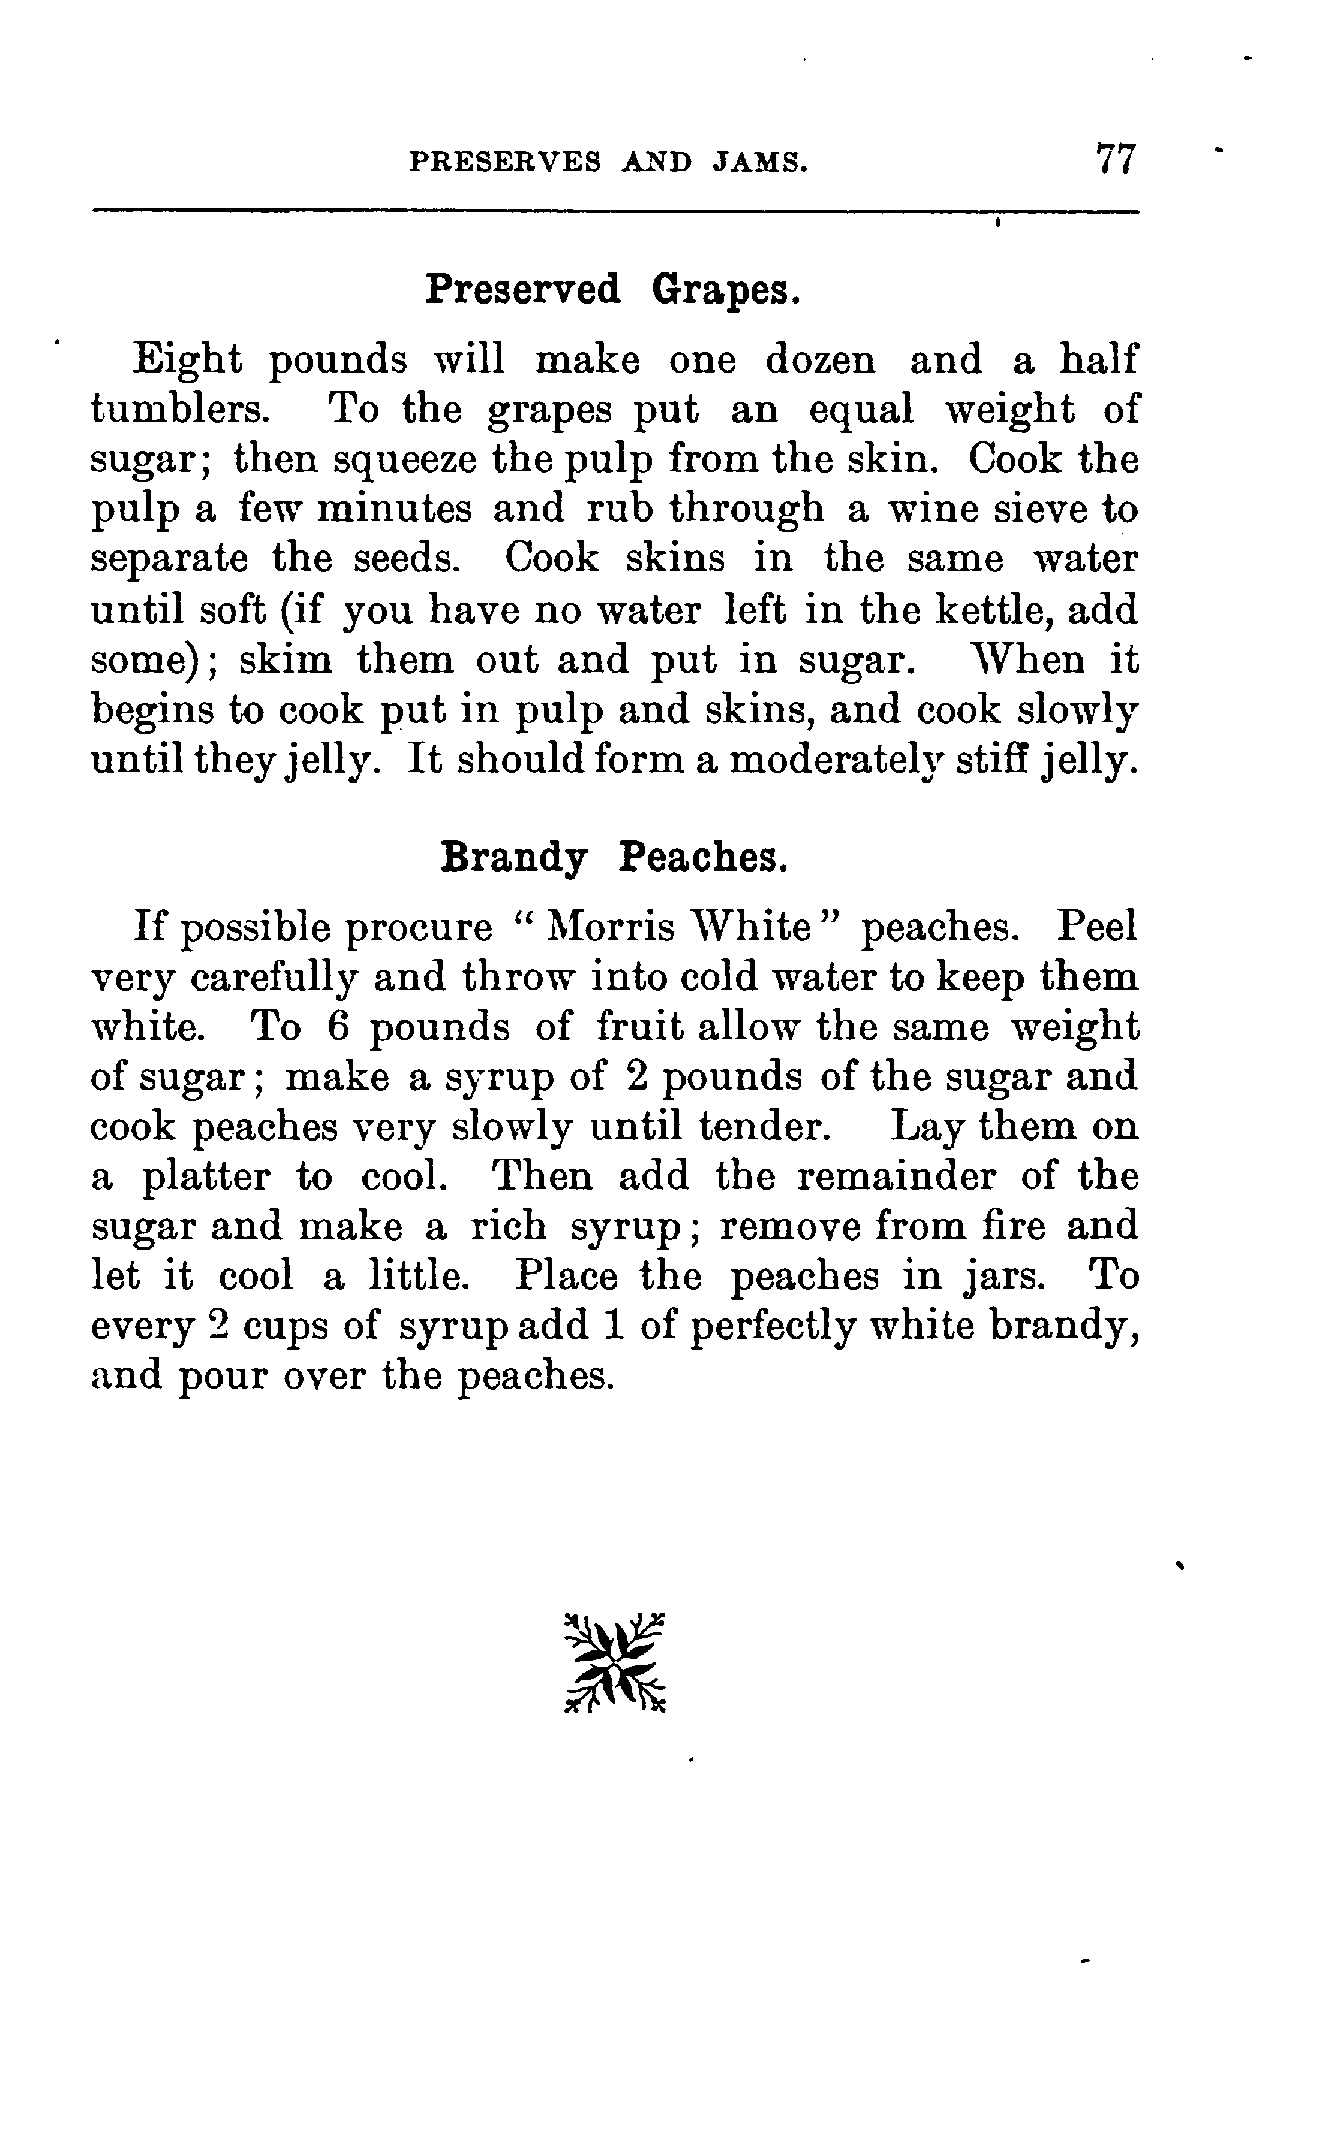 PRESERVES AND JAMS. 77
Preserved Grapes.
Eight pounds will make one dozen and a half
tumblers. To the grapes put an equal weight of
sugar; then squeeze the pulp from the skin. Cook the
pulp a few minutes and rub through a wine sieve to
separate the seeds. Cook skins in the same water
until soft (if you have no water left in the kettle, add
some); skim them out and put in sugar. When it
begins to cook put in pulp and skins, and cook slowly
until they jelly. It should form a moderately stiff jelly.
Brandy Peaches.
If possible procure "Morris White" peaches. Peel
very carefully and throw into cold water to keep them
white. To 6 pounds of fruit allow the same weight
of sugar; make a syrup of 2 pounds of the sugar and
cook peaches very slowly until tender. Lay them on
a platter to cool. Then add the remainder of the
sugar and make a rich syrup; remove from fire and
let it cool a little. Place the peaches in jars. To
every 2 cups of syrup add 1 of perfectly white brandy,
and pour over the peaches.